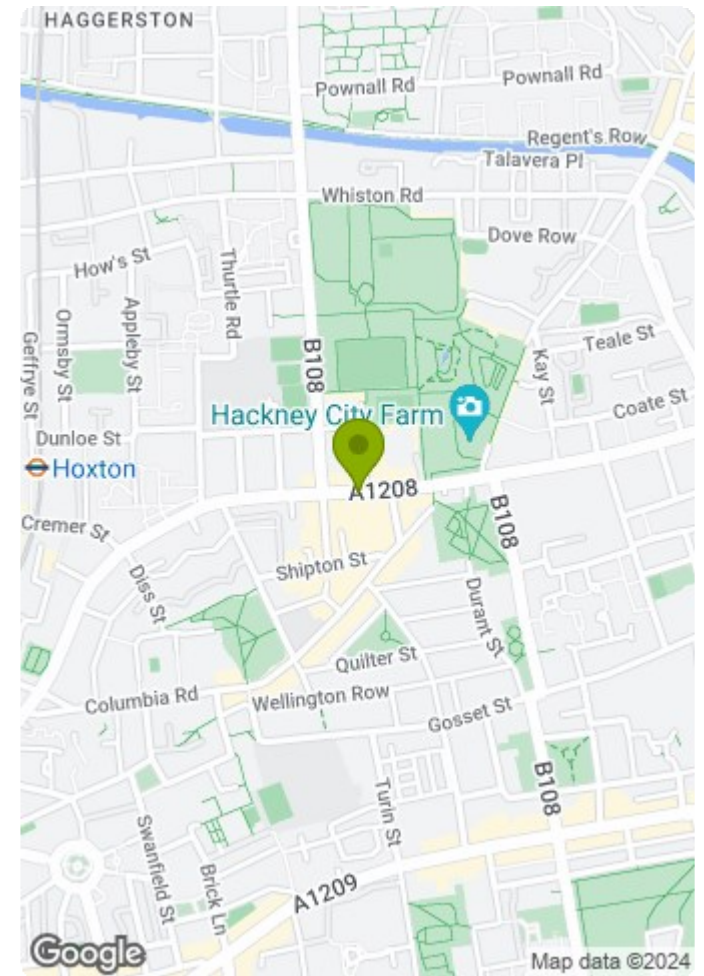 HAGGERSTON
Pownall Rd
Pownall Rd
Regent's Row
Talavera Pl
Whiston Rd
Dove Row
How's St
Thurtle Rd
Ormsby St
Appleby St
Geffrye St
B108
Kay St
Teale St
Coate St
Hackney City Farm
Dunloe St
Hoxton
A1208
B108
Cremer St
Diss St
Shipton St
Durant St
Quilter St
Columbia Rd
Wellington Row
Gosset St
B108
Turin St
Swanfield St
Brick Ln
A1209
Google
Map data ©2024